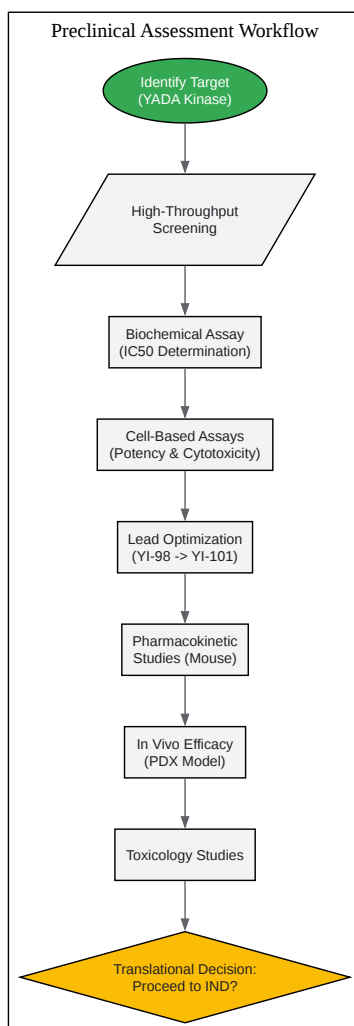 Preclinical Assessment Workflow
Identify Target
(YADA Kinase)
High-Throughput
Screening
Biochemical Assay
(IC50 Determination)
Cell-Based Assays
(Potency & Cytotoxicity)
Lead Optimization
(YI-98 -> YI-101)
Pharmacokinetic
Studies (Mouse)
In Vivo Efficacy
(PDX Model)
Toxicology Studies
Translational Decision:
Proceed to IND?